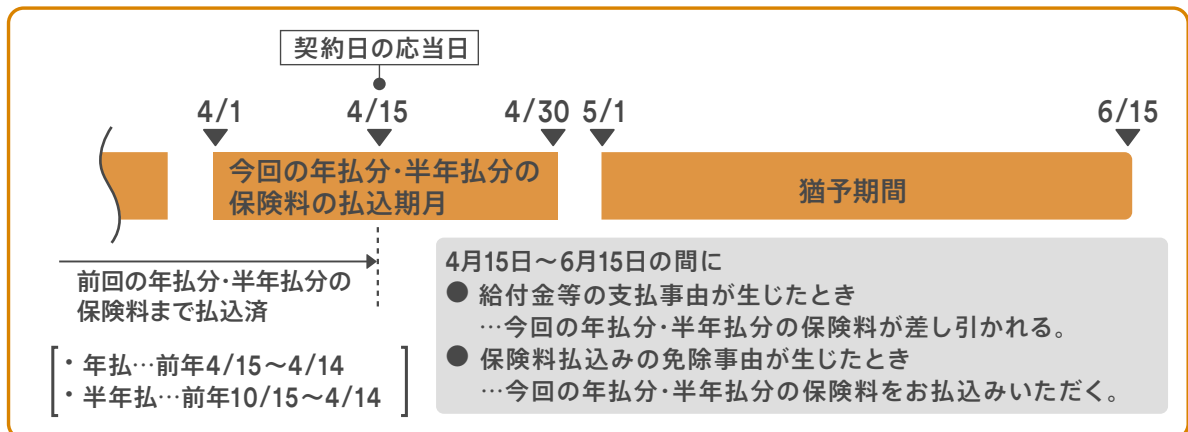 契約日の応当日
4/1
4/15
4/30
5/1
6/15
今回の年払分・半年払分の
保険料の払込期月
猶予期間
前回の年払分・半年払分の
保険料まで払込済
・年払…前年4/15～4/14
・半年払…前年10/15～4/14
4月15日～6月15日の間に
● 給付金等の支払事由が生じたとき
…今回の年払分・半年払分の保険料が差し引かれる。
● 保険料払込みの免除事由が生じたとき
…今回の年払分・半年払分の保険料をお払込みいただく。